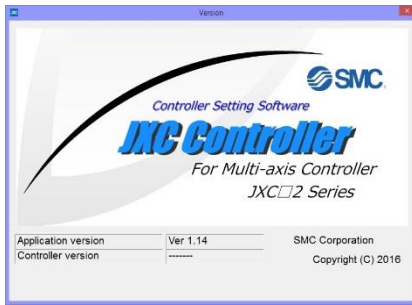 Version
SMC
Controller Setting Software
JXC Controller
For Multi-axis Controller
JXC□2 Series
Application version Ver 1.14 SMC Corporation
Controller version ------- Copyright (C) 2016